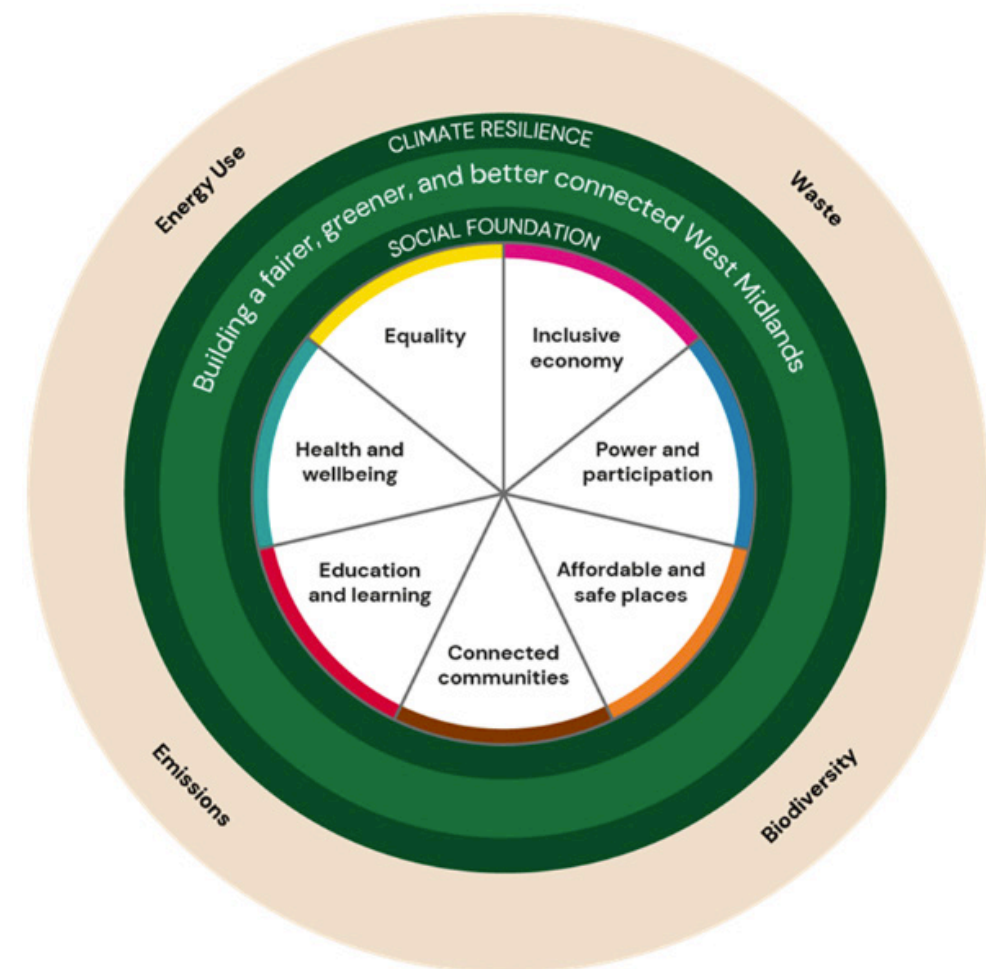 Energy Use
Waste
CLIMATE RESILIENCE
Building a fairer, greener, and better connected West Midlands
SOCIAL FOUNDATION
Equality
Inclusive
economy
Health and
wellbeing
Power and
participation
Education
and learning
Affordable and
safe places
Connected
communities
Emissions
Biodiversity